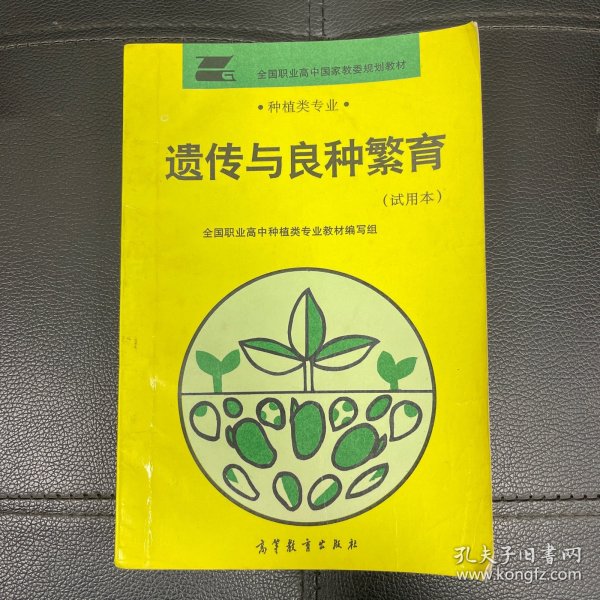 全国职业高中国家教委规划教材
·种植类专业·
遗传与良种繁育
(试用本)
全国职业高中种植类专业教材编写组
高等教育出版社
孔夫子旧书网
www.kongfz.com